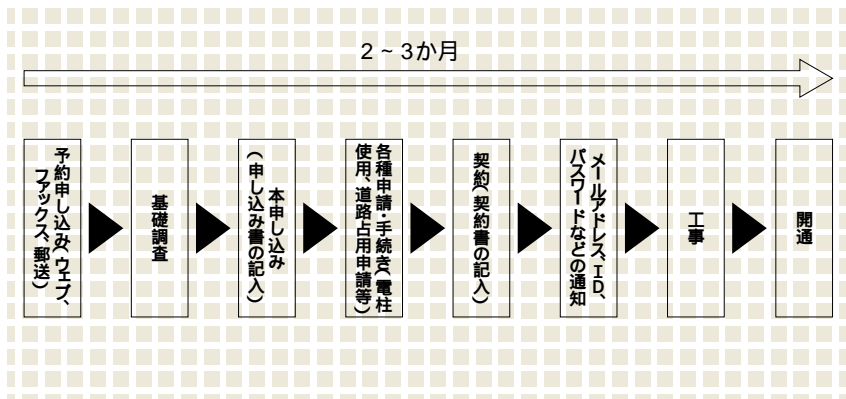 2~3か月
予約申し込み(ウェブ、
ファックス、郵送)
基礎調査
本申し込み
(申し込み書の記入)
各種申請・手続き(電柱
使用、道路占用申請等)
契約(契約書の記入)
メールアドレス、ID、
パスワードなどの通知
工事
開通